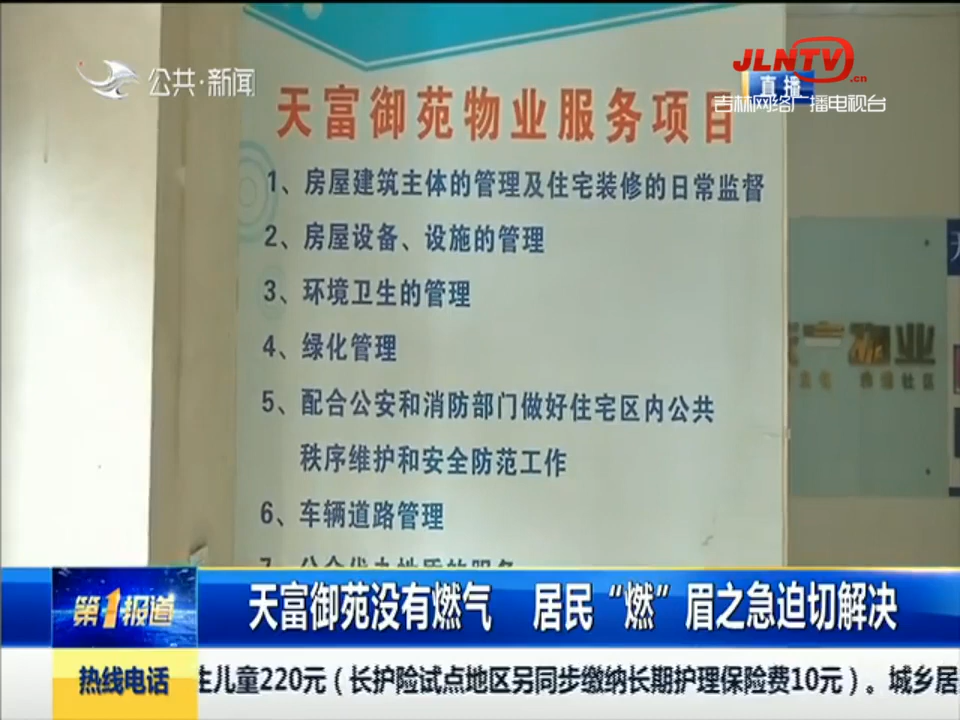 公共·新闻
JLNTV.cn
直播
吉林网络广播电视台
天富御苑物业服务项目
1、房屋建筑主体的管理及住宅装修的日常监督
2、房屋设备、设施的管理
3、环境卫生的管理
4、绿化管理
5、配合公安和消防部门做好住宅区内公共
秩序维护和安全防范工作
6、车辆道路管理
物业
社区
第1报道
天富御苑没有燃气 居民“燃”眉之急迫切解决
热线电话
生儿童220元（长护险试点地区另同步缴纳长期护理保险费10元）。城乡居